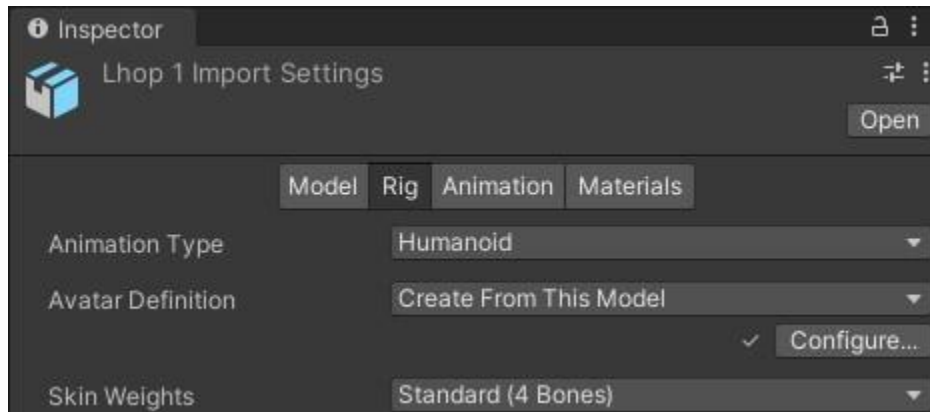 Inspector
Lhop 1 Import Settings
Open
Model Rig Animation Materials
Animation Type Humanoid
Avatar Definition Create From This Model
Configure...
Skin Weights Standard (4 Bones)